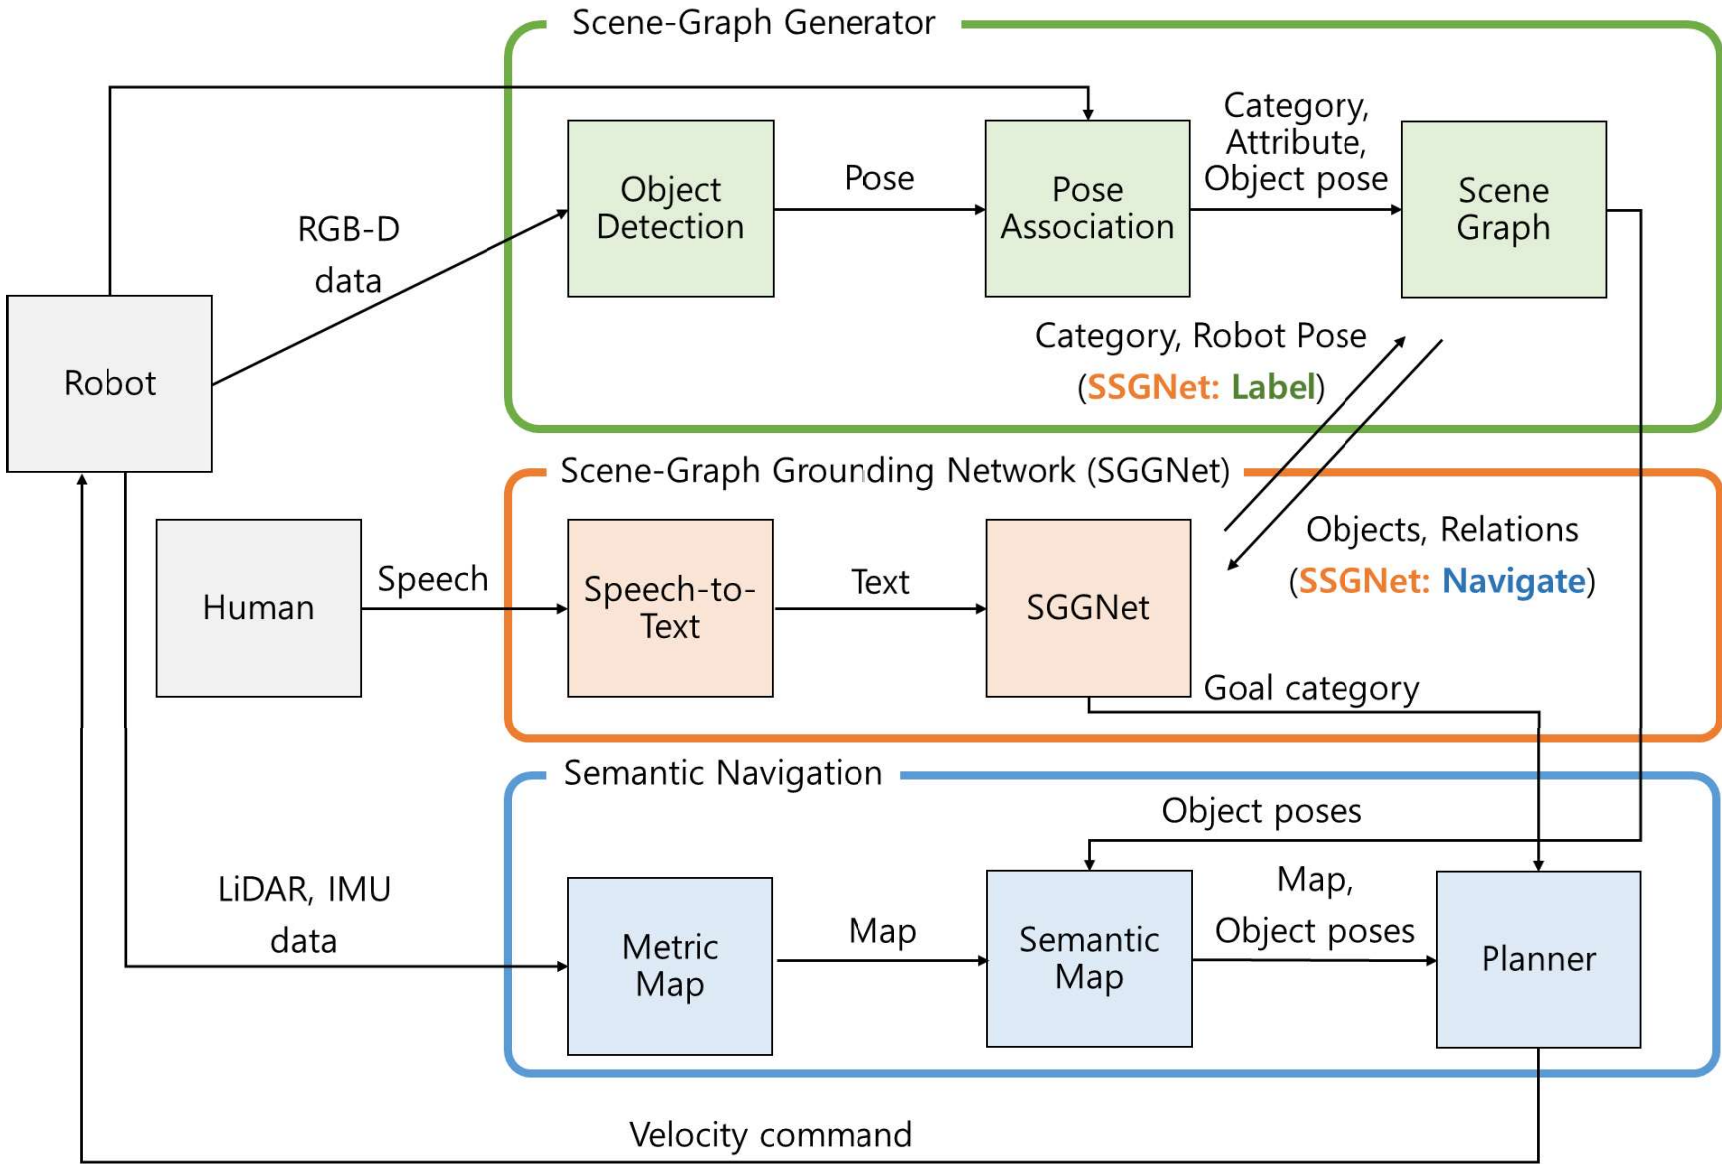 Scene-Graph Generator
Category,
Attribute,
Object pose
Object
Detection
Pose
Pose
Association
Scene
Graph
RGB-D
data
Robot
Category, Robot Pose
(SSGNet: Label)
Scene-Graph Grounding Network (SGGNet)
Objects, Relations
(SSGNet: Navigate)
Human
Speech
Speech-to-
Text
Text
SGGNet
Goal category
Semantic Navigation
Object poses
LiDAR, IMU
data
Metric
Map
Map
Semantic
Map
Map,
Object poses
Planner
Velocity command